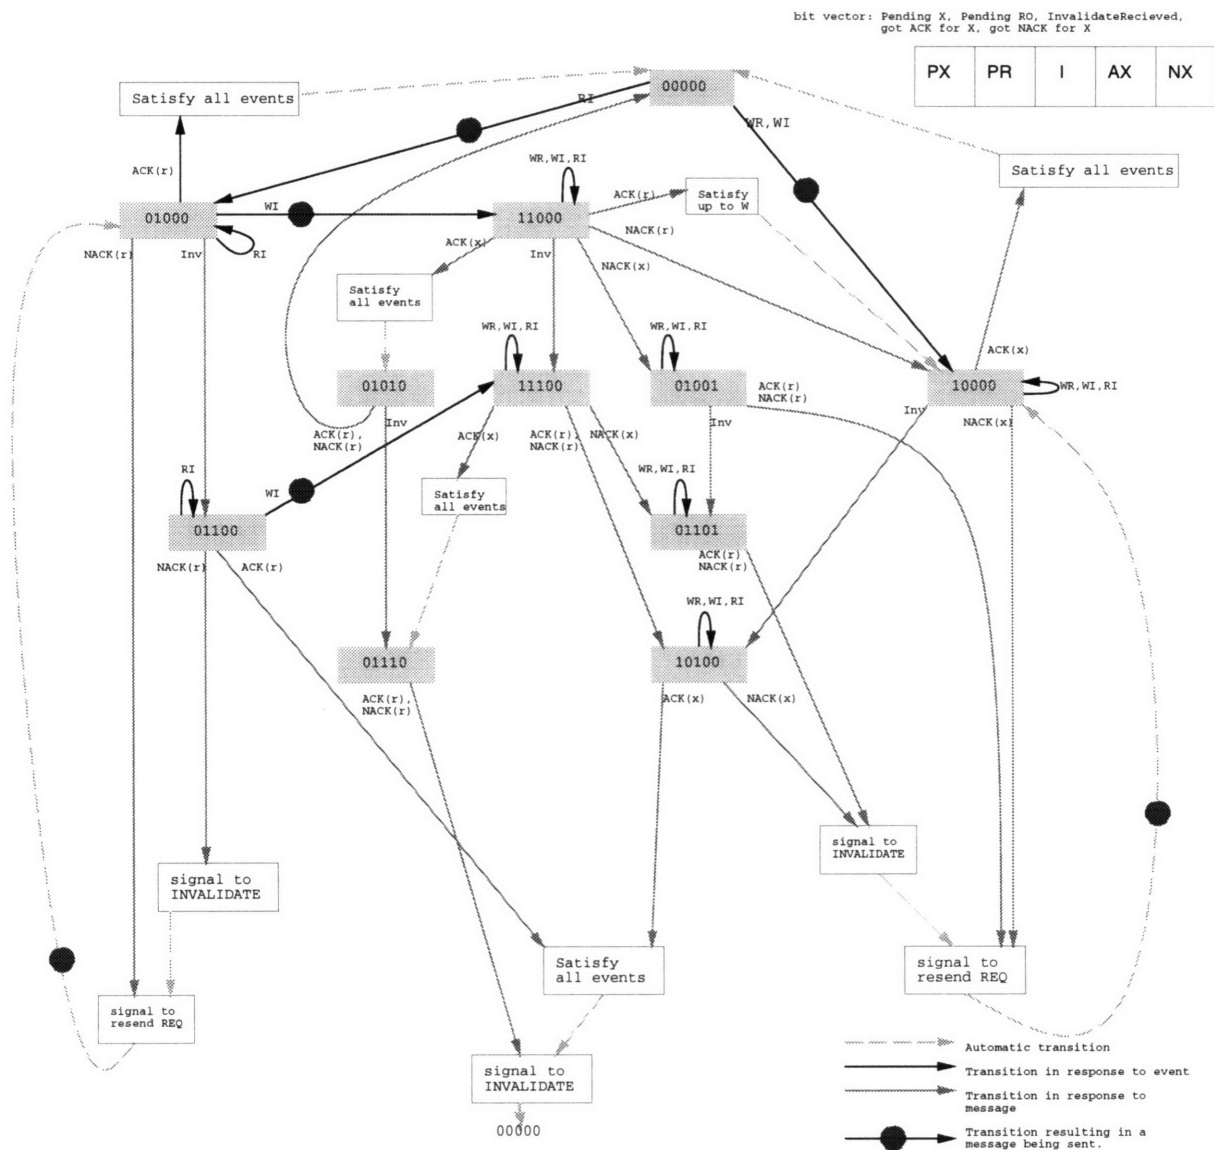 bit vector: Pending X, Pending RO, InvalidateRecieved,
got ACK for X, got NACK for X
PX PR I AX NX
Satisfy all events
00000
RI
WR,WI
ACK(r)
WR,WI,RI
Satisfy all events
ACK(r)
Satisfy
up to W
01000
WI
11000
NACK(r)
NACK(r)
Inv
RI
ACK(x)
Inv
NACK(x)
Satisfy
all events
WR,WI,RI
WR,WI,RI
ACK(x)
01010
11100
01001
ACK(r)
NACK(r)
10000
WR,WI,RI
Inv
NACK(x)
ACK(r),
NACK(r)
Inv
ACK(x)
ACK(r),
NACK(r)
NACK(x)
Inv
RI
WI
Satisfy
all events
WR,WI,RI
01100
01101
NACK(r)
ACK(r)
ACK(r)
NACK(r)
WR,WI,RI
01110
10100
ACK(r),
NACK(r)
ACK(x)
NACK(x)
signal to
INVALIDATE
signal to
INVALIDATE
Satisfy
all events
signal to
resend REQ
signal to
resend REQ
signal to
INVALIDATE
00000
Automatic transition
Transition in response to event
Transition in response to
message
Transition resulting in a
message being sent.